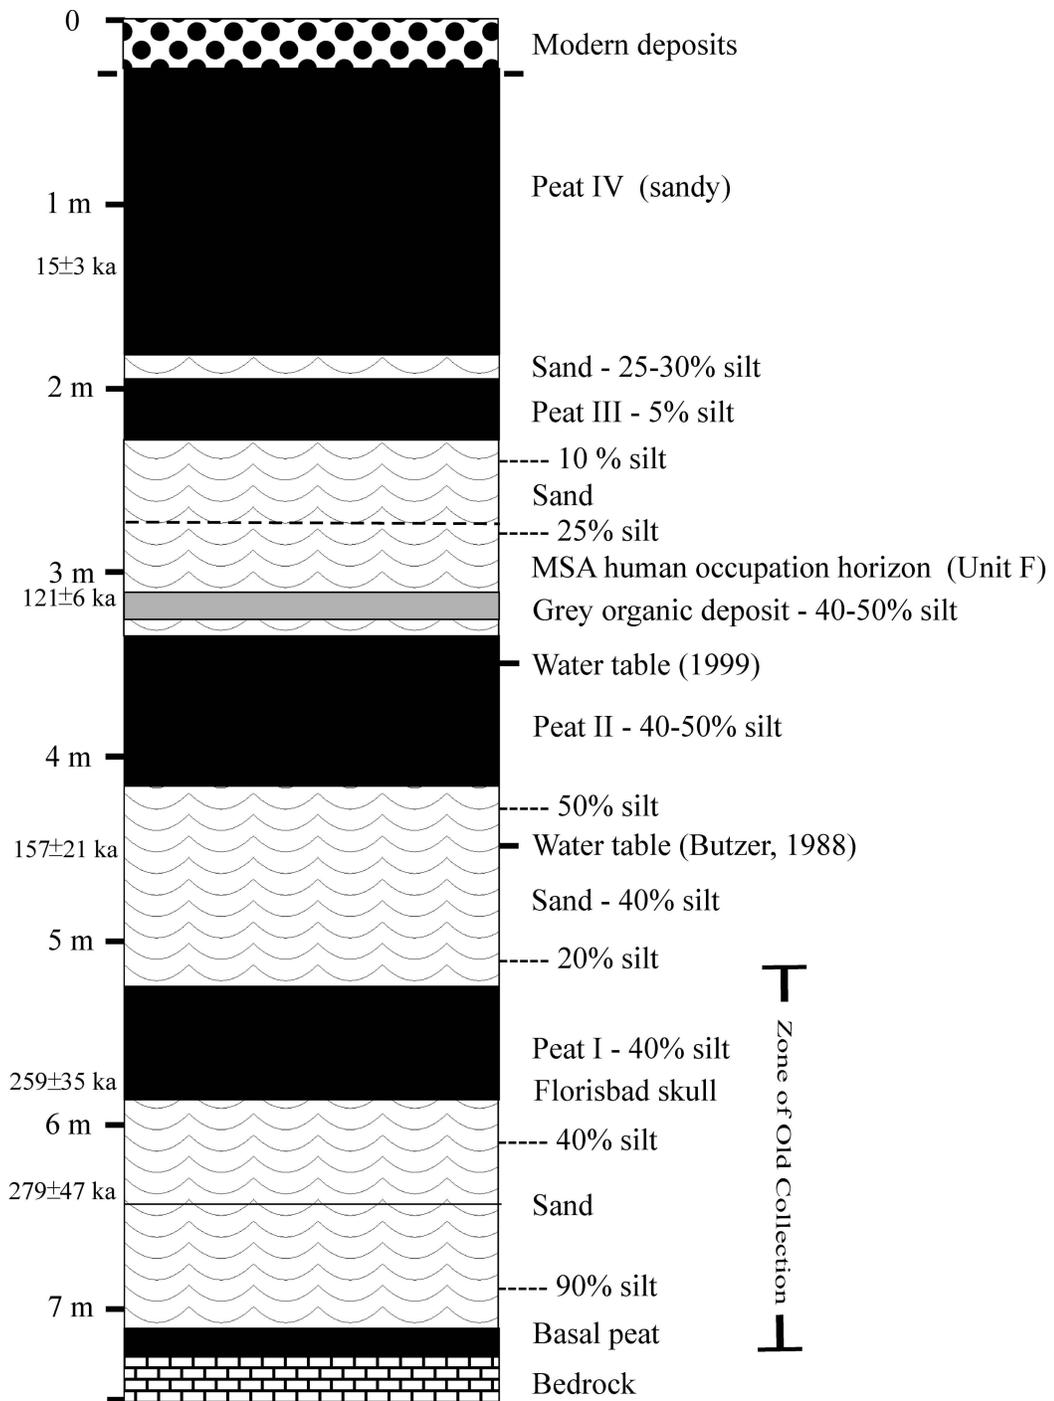 0
Modern deposits
Peat IV (sandy)
1 m
15±3 ka
Sand - 25-30% silt
2 m
Peat III - 5% silt
10 % silt
Sand
25% silt
3 m
MSA human occupation horizon (Unit F)
121±6 ka
Grey organic deposit - 40-50% silt
Water table (1999)
Peat II - 40-50% silt
4 m
50% silt
157±21 ka
Water table (Butzer, 1988)
Sand - 40% silt
5 m
20% silt
Zone of Old Collection
Peat I - 40% silt
259±35 ka
Florisbad skull
6 m
40% silt
279±47 ka
Sand
90% silt
7 m
Basal peat
Bedrock